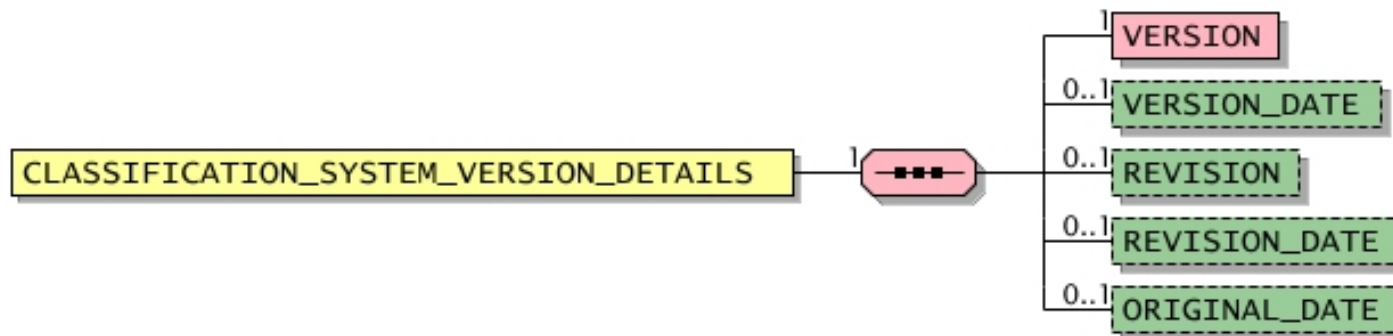 1
VERSION
0..1
VERSION_DATE
CLASSIFICATION_SYSTEM_VERSION_DETAILS
1
0..1
REVISION
0..1
REVISION_DATE
0..1
ORIGINAL_DATE